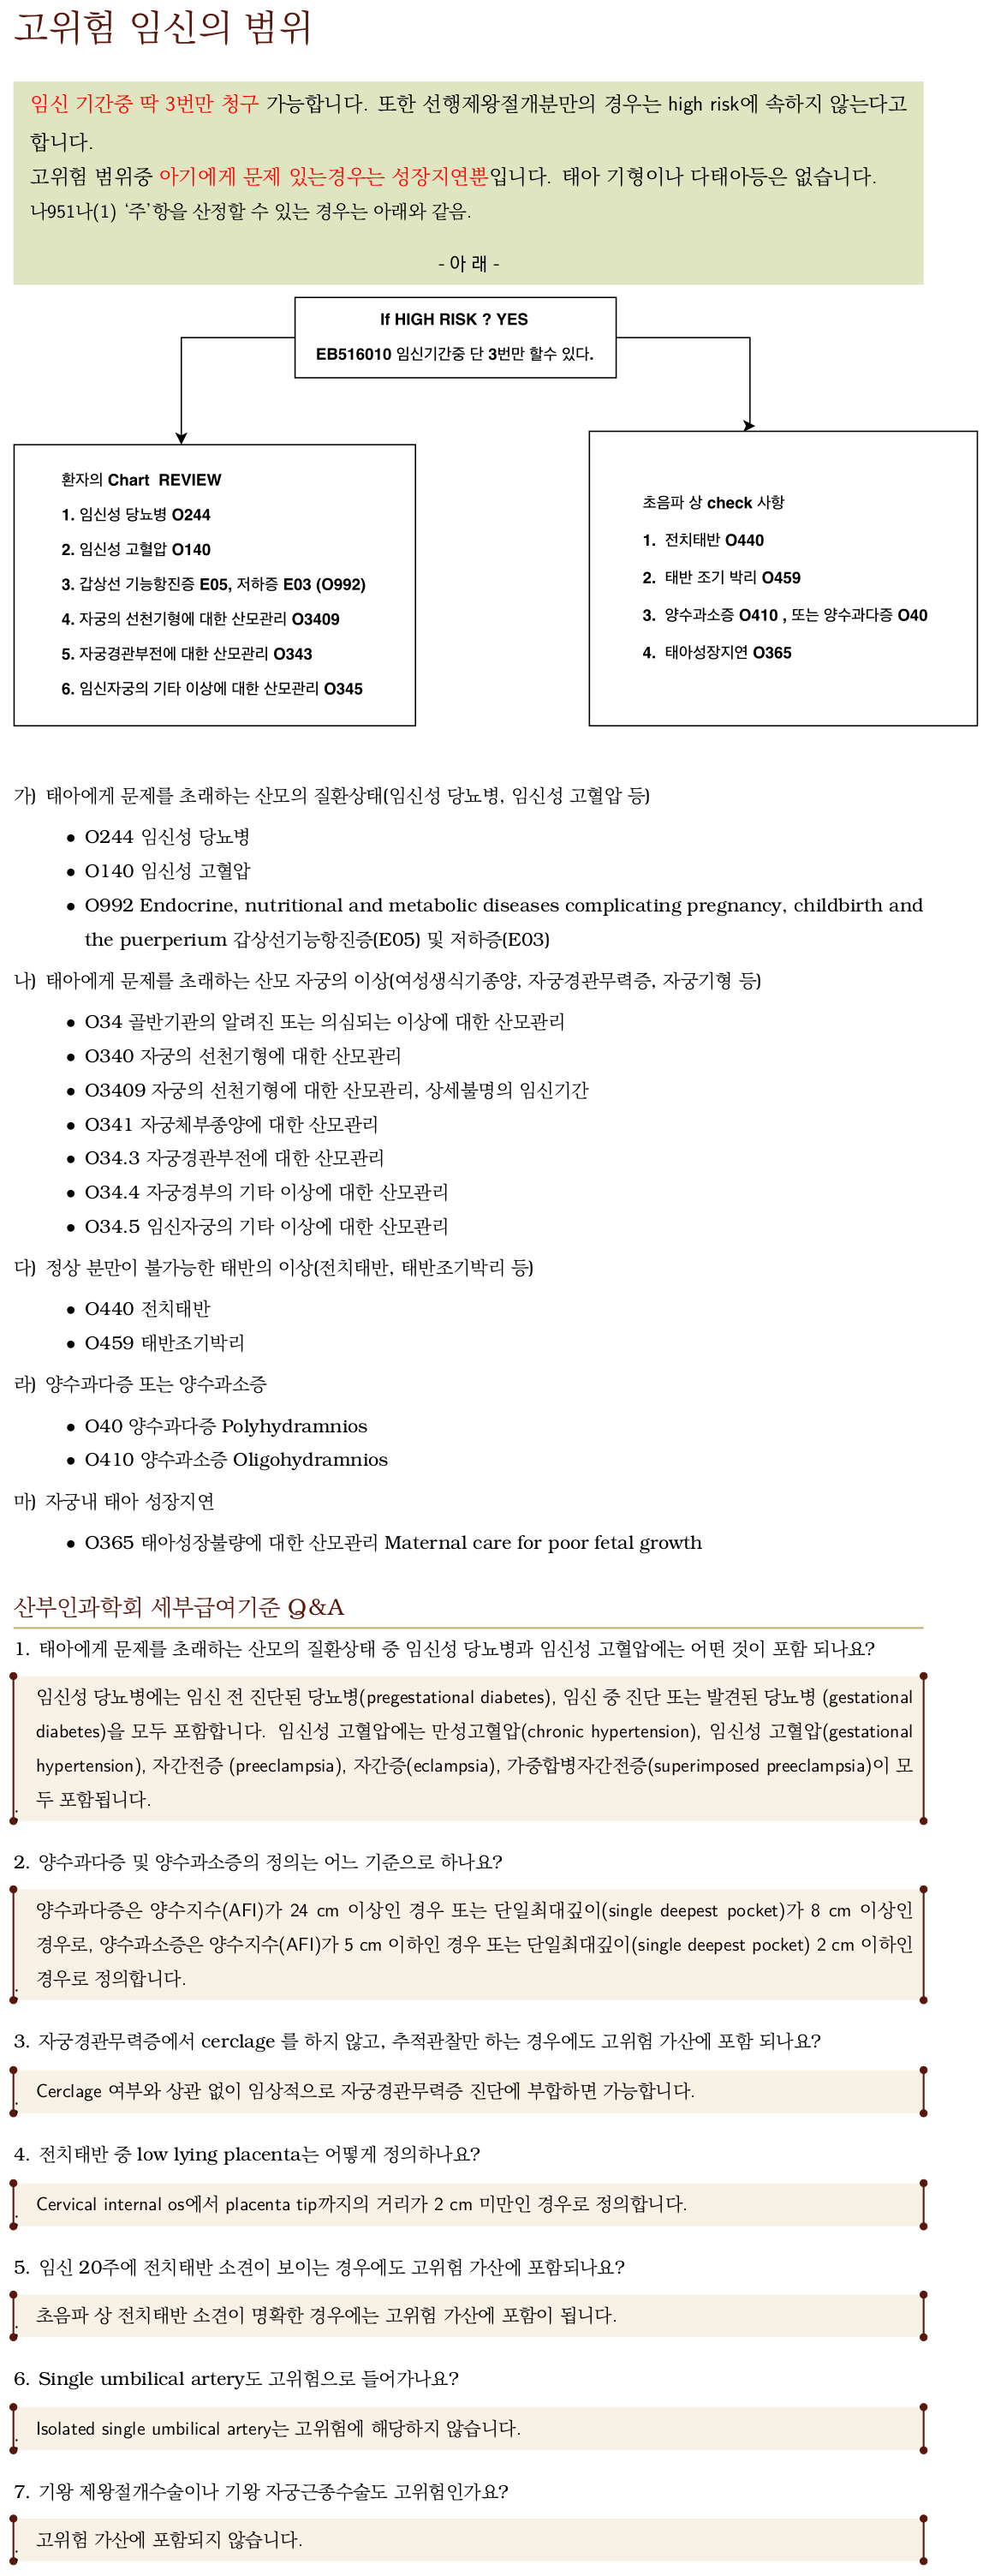 고위험 임신의 범위
임신 기간중 딱 3번만 청구 가능합니다. 또한 선행제왕절개분만의 경우는 high risk에 속하지 않는다고
합니다.
고위험 범위중 아기에게 문제 있는경우는 성장지연뿐입니다. 태아 기형이나 다태아등은 없습니다.
나951나(1) ‘주’항을 산정할 수 있는 경우는 아래와 같음.
- 아 래 -
If HIGH RISK ? YES
EB516010 임신기간중 단 3번만 할수 있다.
환자의 Chart REVIEW
1. 임신성 당뇨병 O244
2. 임신성 고혈압 O140
3. 갑상선 기능항진증 E05, 저하증 E03 (O992)
4. 자궁의 선천기형에 대한 산모관리 O3409
5. 자궁경관부전에 대한 산모관리 O343
6. 임신자궁의 기타 이상에 대한 산모관리 O345
초음파 상 check 사항
1. 전치태반 O440
2. 태반 조기 박리 O459
3. 양수과소증 O410 , 또는 양수과다증 O40
4. 태아성장지연 O365
가) 태아에게 문제를 초래하는 산모의 질환상태(임신성 당뇨병, 임신성 고혈압 등)
• O244 임신성 당뇨병
• O140 임신성 고혈압
• O992 Endocrine, nutritional and metabolic diseases complicating pregnancy, childbirth and
the puerperium 갑상선기능항진증(E05) 및 저하증(E03)
나) 태아에게 문제를 초래하는 산모 자궁의 이상(여성생식기종양, 자궁경관무력증, 자궁기형 등)
• O34 골반기관의 알려진 또는 의심되는 이상에 대한 산모관리
• O340 자궁의 선천기형에 대한 산모관리
• O3409 자궁의 선천기형에 대한 산모관리, 상세불명의 임신기간
• O341 자궁체부종양에 대한 산모관리
• O34.3 자궁경관부전에 대한 산모관리
• O34.4 자궁경부의 기타 이상에 대한 산모관리
• O34.5 임신자궁의 기타 이상에 대한 산모관리
다) 정상 분만이 불가능한 태반의 이상(전치태반, 태반조기박리 등)
• O440 전치태반
• O459 태반조기박리
라) 양수과다증 또는 양수과소증
• O40 양수과다증 Polyhydramnios
• O410 양수과소증 Oligohydramnios
마) 자궁내 태아 성장지연
• O365 태아성장불량에 대한 산모관리 Maternal care for poor fetal growth
산부인과학회 세부급여기준 Q&A
1. 태아에게 문제를 초래하는 산모의 질환상태 중 임신성 당뇨병과 임신성 고혈압에는 어떤 것이 포함 되나요?
임신성 당뇨병에는 임신 전 진단된 당뇨병(pregestational diabetes), 임신 중 진단 또는 발견된 당뇨병 (gestational
diabetes)을 모두 포함합니다. 임신성 고혈압에는 만성고혈압(chronic hypertension), 임신성 고혈압(gestational
hypertension), 자간전증 (preeclampsia), 자간증(eclampsia), 가중합병자간전증(superimposed preeclampsia)이 모
두 포함됩니다.
2. 양수과다증 및 양수과소증의 정의는 어느 기준으로 하나요?
양수과다증은 양수지수(AFI)가 24 cm 이상인 경우 또는 단일최대깊이(single deepest pocket)가 8 cm 이상인
경우로, 양수과소증은 양수지수(AFI)가 5 cm 이하인 경우 또는 단일최대깊이(single deepest pocket) 2 cm 이하인
경우로 정의합니다.
3. 자궁경관무력증에서 cerclage 를 하지 않고, 추적관찰만 하는 경우에도 고위험 가산에 포함 되나요?
Cerclage 여부와 상관 없이 임상적으로 자궁경관무력증 진단에 부합하면 가능합니다.
4. 전치태반 중 low lying placenta는 어떻게 정의하나요?
Cervical internal os에서 placenta tip까지의 거리가 2 cm 미만인 경우로 정의합니다.
5. 임신 20주에 전치태반 소견이 보이는 경우에도 고위험 가산에 포함되나요?
초음파 상 전치태반 소견이 명확한 경우에는 고위험 가산에 포함이 됩니다.
6. Single umbilical artery도 고위험으로 들어가나요?
Isolated single umbilical artery는 고위험에 해당하지 않습니다.
7. 기왕 제왕절개수술이나 기왕 자궁근종수술도 고위험인가요?
고위험 가산에 포함되지 않습니다.